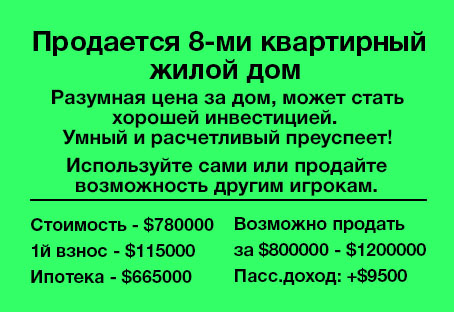 Продается 8-ми квартирный
жилой дом
Разумная цена за дом, может стать
хорошей инвестицией.
Умный и расчетливый преуспеет!
Используйте сами или продайте
возможность другим игрокам.
Стоимость - $780000
1й взнос - $115000
Ипотека - $665000
Возможно продать
за $800000 - $1200000
Пасс.доход: +$9500